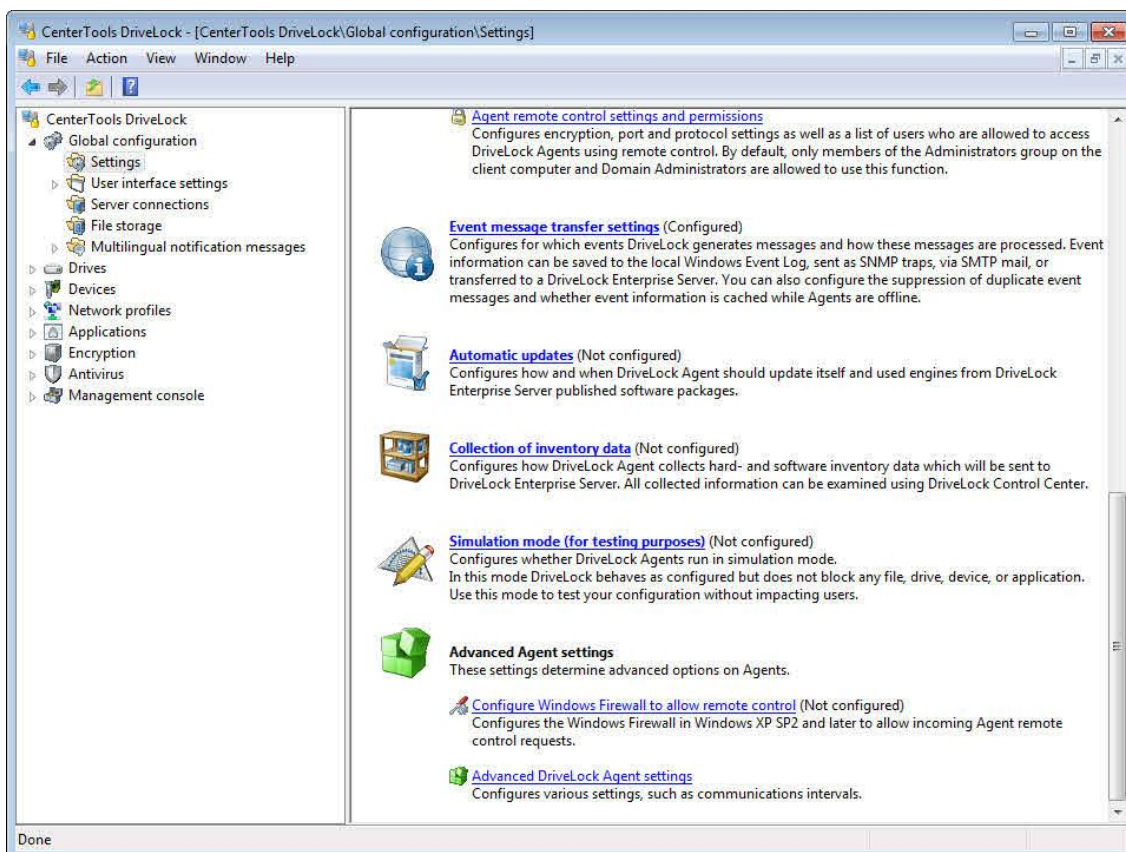 CenterTools DriveLock - [CenterTools DriveLock\Global configuration\Settings]
File Action View Window Help
CenterTools DriveLock
Global configuration
Settings
User interface settings
Server connections
File storage
Multilingual notification messages
Drives
Devices
Network profiles
Applications
Encryption
Antivirus
Management console
Agent remote control settings and permissions
Configures encryption, port and protocol settings as well as a list of users who are allowed to access
DriveLock Agents using remote control. By default, only members of the Administrators group on the
client computer and Domain Administrators are allowed to use this function.
Event message transfer settings (Configured)
Configures for which events DriveLock generates messages and how these messages are processed. Event
information can be saved to the local Windows Event Log, sent as SNMP traps, via SMTP mail, or
transferred to a DriveLock Enterprise Server. You can also configure the suppression of duplicate event
messages and whether event information is cached while Agents are offline.
Automatic updates (Not configured)
Configures how and when DriveLock Agent should update itself and used engines from DriveLock
Enterprise Server published software packages.
Collection of inventory data (Not configured)
Configures how DriveLock Agent collects hard- and software inventory data which will be sent to
DriveLock Enterprise Server. All collected information can be examined using DriveLock Control Center.
Simulation mode (for testing purposes) (Not configured)
Configures whether DriveLock Agents run in simulation mode.
In this mode DriveLock behaves as configured but does not block any file, drive, device, or application.
Use this mode to test your configuration without impacting users.
Advanced Agent settings
These settings determine advanced options on Agents.
Configure Windows Firewall to allow remote control (Not configured)
Configures the Windows Firewall in Windows XP SP2 and later to allow incoming Agent remote
control requests.
Advanced DriveLock Agent settings
Configures various settings, such as communications intervals.
Done